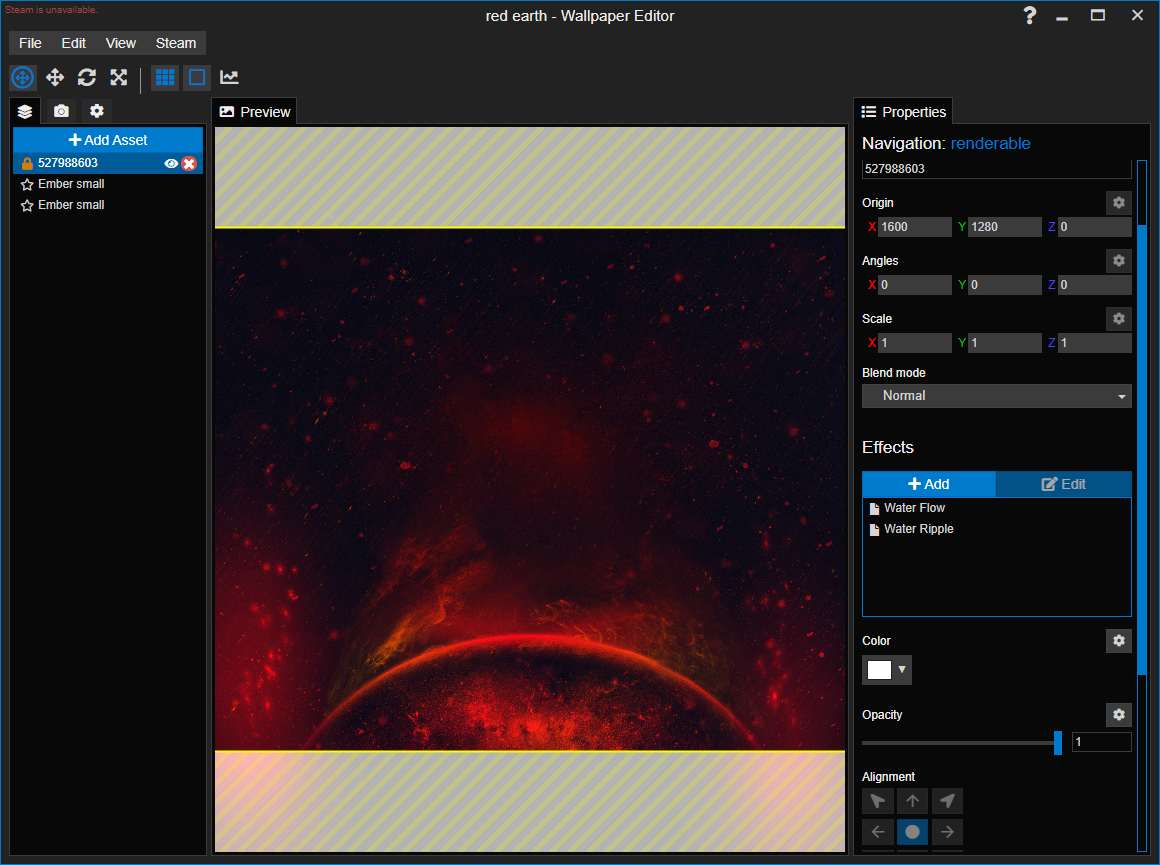 Steam is unavailable.
red earth - Wallpaper Editor
File Edit View Steam
Preview
Properties
Add Asset
527988603
Ember small
Ember small
Navigation: renderable
527988603
Origin
X 1600 Y 1280 Z 0
Angles
X 0 Y 0 Z 0
Scale
X 1 Y 1 Z 1
Blend mode
Normal
Effects
Add Edit
Water Flow
Water Ripple
Color
Opacity
1
Alignment